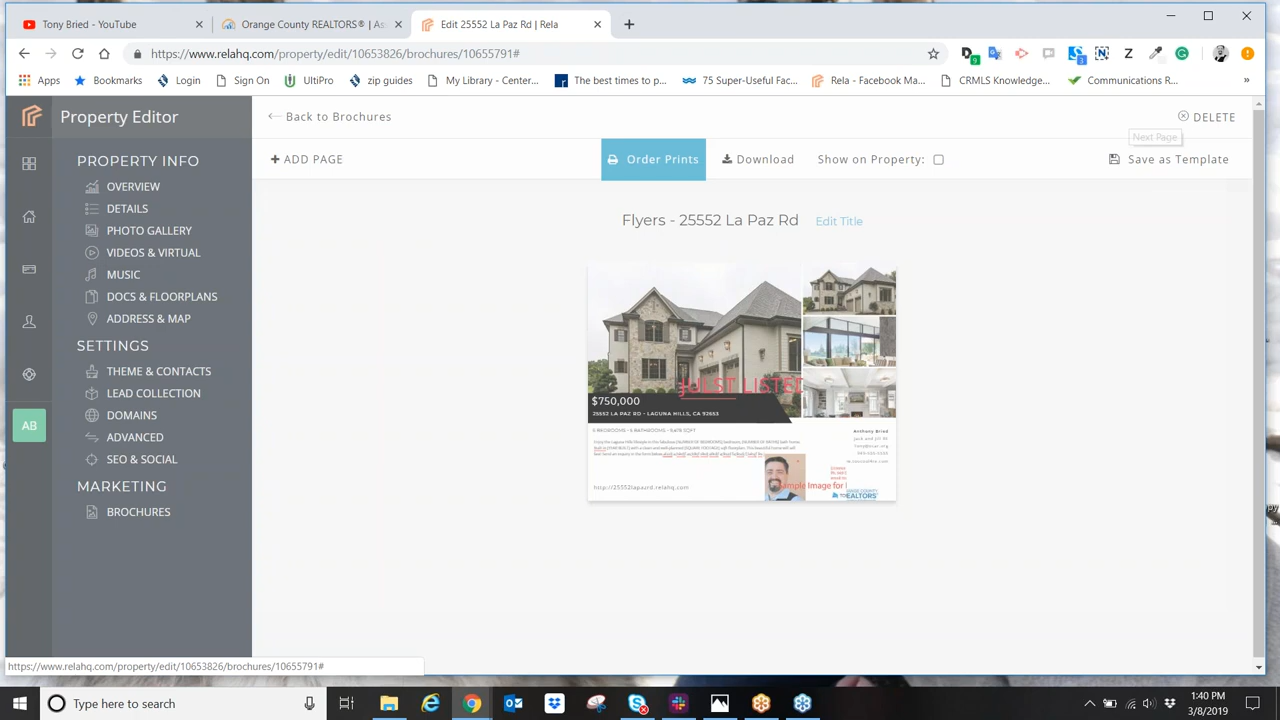 Tony Bried - YouTube
Orange County REALTORS® | As
Edit 25552 La Paz Rd | Rela
https://www.relahq.com/property/edit/10653826/brochures/10655791#
Apps
Bookmarks
Login
Sign On
UltiPro
zip guides
My Library - Center...
The best times to p...
75 Super-Useful Fac...
Rela - Facebook Ma...
CRMLS Knowledge...
Communications R...
»
Property Editor
← Back to Brochures
DELETE
Next Page
+ ADD PAGE
Order Prints
Download
Show on Property:
Save as Template
PROPERTY INFO
OVERVIEW
DETAILS
PHOTO GALLERY
VIDEOS & VIRTUAL
MUSIC
DOCS & FLOORPLANS
ADDRESS & MAP
SETTINGS
THEME & CONTACTS
LEAD COLLECTION
DOMAINS
ADVANCED
SEO & SOCIAL
MARKETING
BROCHURES
AB
Flyers - 25552 La Paz Rd
Edit Title
$750,000
25552 LA PAZ RD - LAGUNA HILLS, CA 92653
Anthony Bried
http://25552lapazrd.relahq.com
REALTORS
https://www.relahq.com/property/edit/10653826/brochures/10655791#
Type here to search
1:40 PM
3/8/2019